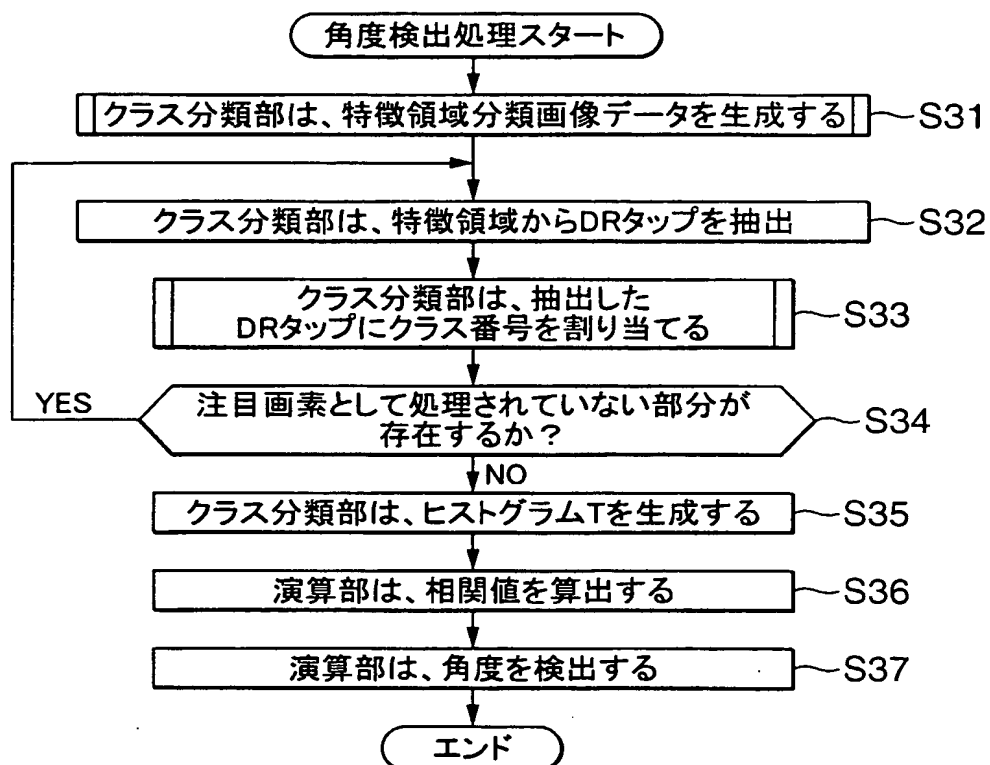 角度検出処理スタート
クラス分類部は、特徴領域分類画像データを生成する
S31
クラス分類部は、特徴領域からDRタップを抽出
S32
クラス分類部は、抽出した
DRタップにクラス番号を割り当てる
S33
YES
注目画素として処理されていない部分が
存在するか?
S34
NO
クラス分類部は、ヒストグラムTを生成する
S35
演算部は、相関値を算出する
S36
演算部は、角度を検出する
S37
エンド